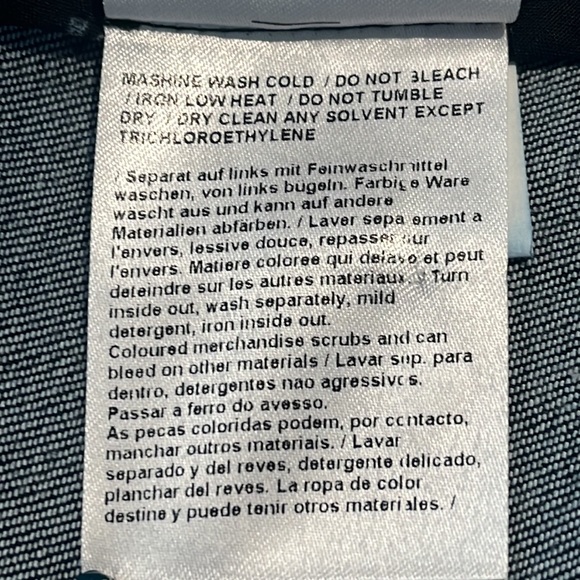 MASHINE WASH COLD / DO NOT BLEACH
/ IRON LOW HEAT / DO NOT TUMBLE
DRY / DRY CLEAN ANY SOLVENT EXCEPT
TRICHLOROETHYLENE
/ Separat auf links mit Feinwaschmittel
waschen, von links bügeln. Farbige Ware
wascht aus und kann auf andere
Materialien abfärben. / Laver separement a
l'envers, lessive douce, repasser sur
l'envers. Matiere coloree qui delave et peut
deteindre sur les autres materiaux. / Turn
inside out, wash separately, mild
detergent, iron inside out.
Coloured merchandise scrubs and can
bleed on other materials / Lavar sep. para
dentro, detergentes nao agressivos.
Passar a ferro do avesso.
As pecas coloridas podem, por contacto,
manchar outros materiais. / Lavar
separado y del reves, detergente delicado,
planchar del reves. La ropa de color
destine y puede tenir otros materiales. /